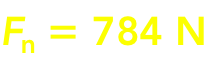 Fn = 784 N